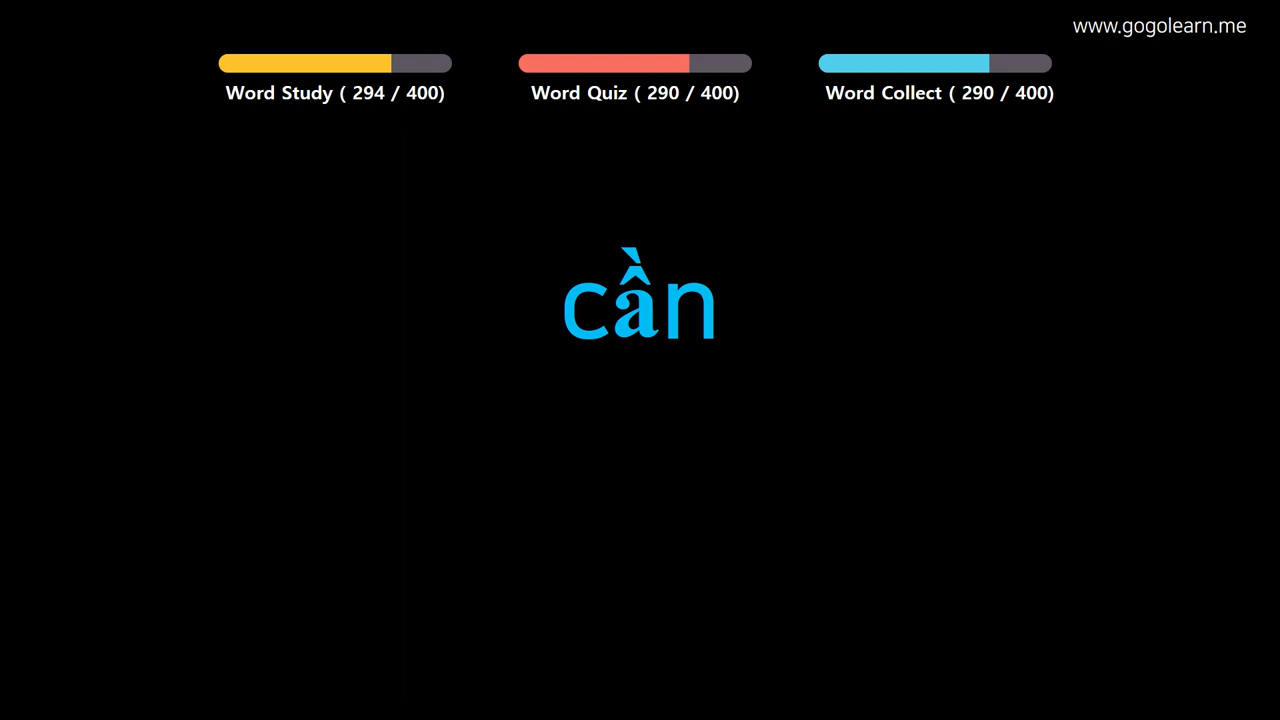 www.gogolearn.me
Word Study ( 294 / 400)
Word Quiz ( 290 / 400)
Word Collect ( 290 / 400)
cần